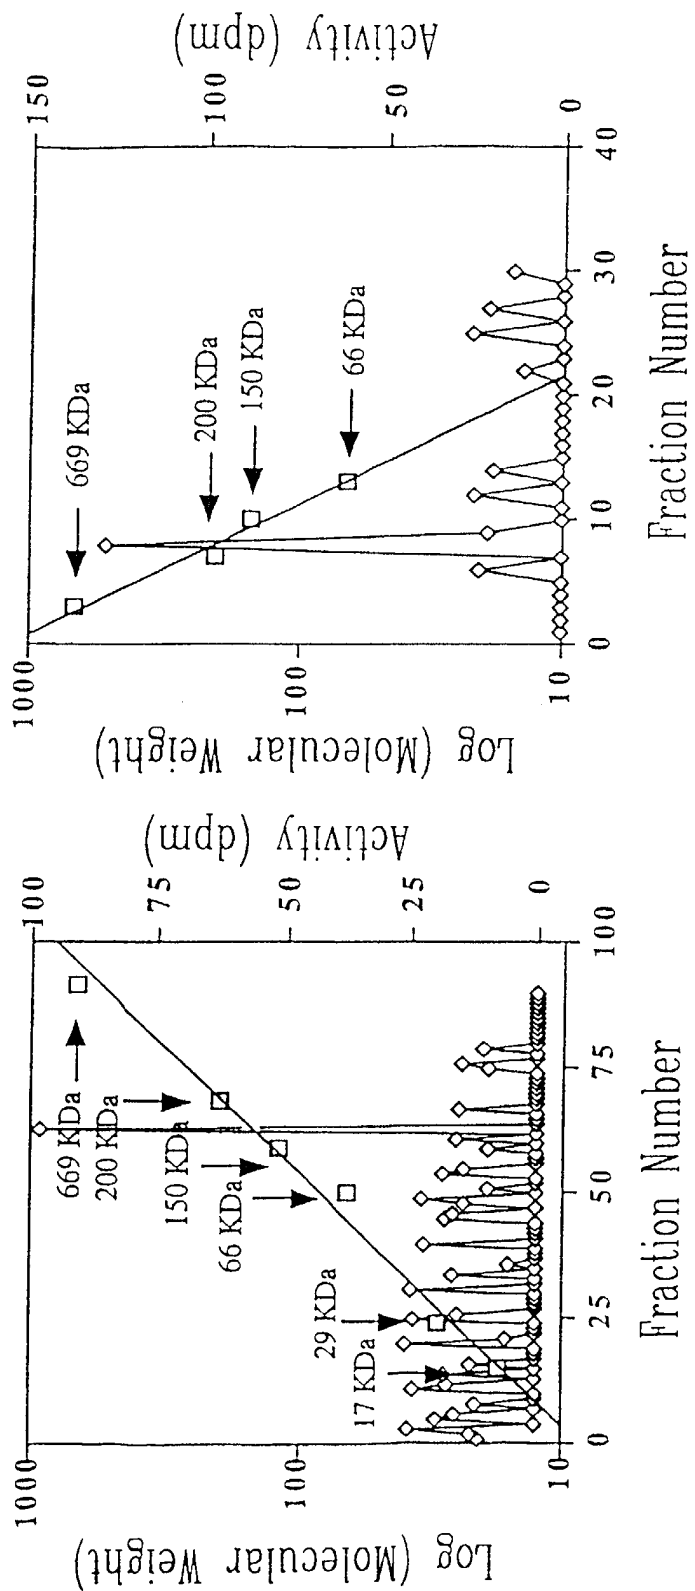 Log (Molecular Weight)
1000
100
10
669 KDa
200 KDa
150 KDa
66 KDa
29 KDa
17 KDa
100
75
50
25
0
Activity (dpm)
0
25
50
75
100
Fraction Number
Log (Molecular Weight)
1000
100
10
669 KDa
200 KDa
150 KDa
66 KDa
150
100
50
0
Activity (dpm)
0
10
20
30
40
Fraction Number